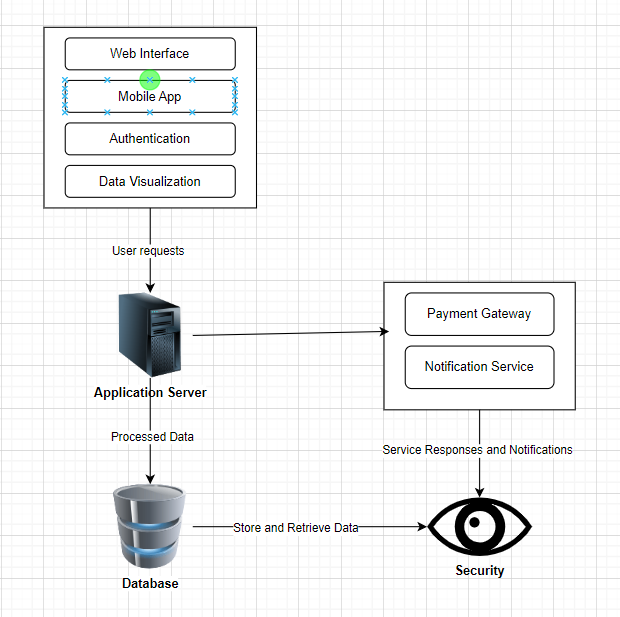 Web Interface
Mobile App
Authentication
Data Visualization
User requests
Payment Gateway
Notification Service
Application Server
Processed Data
Service Responses and Notifications
Store and Retrieve Data
Security
Database